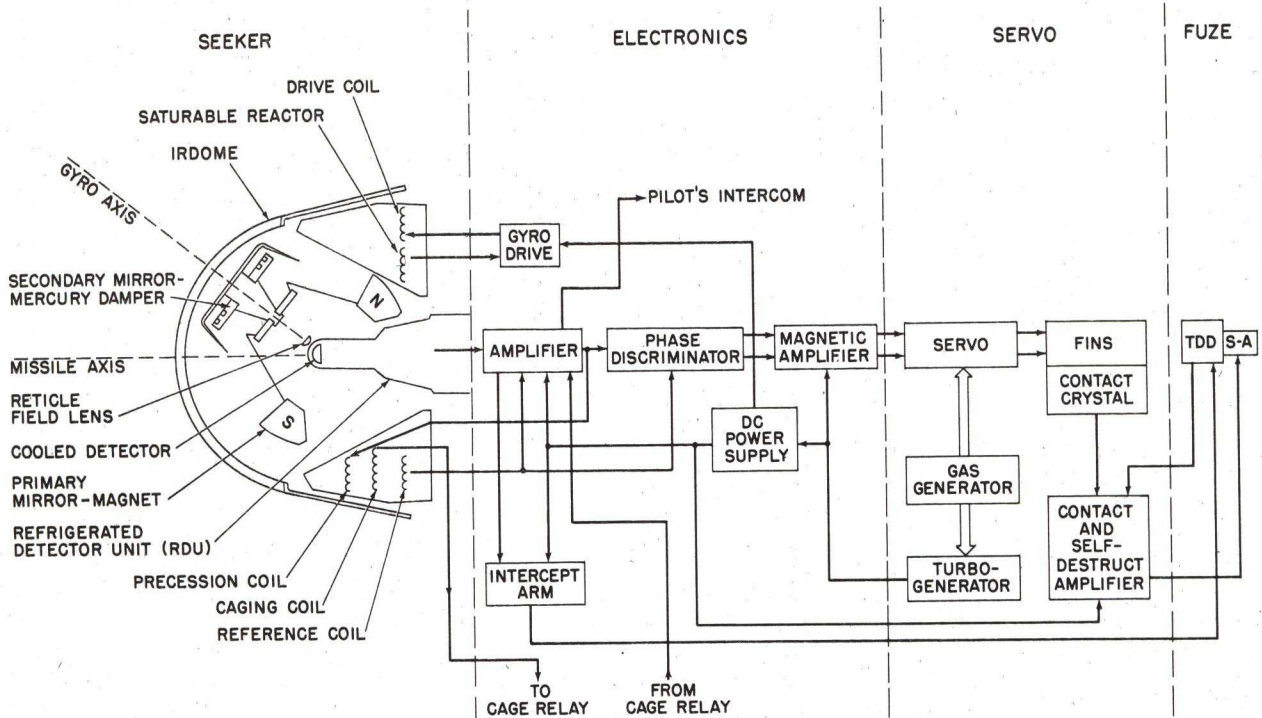 SEEKER
ELECTRONICS
SERVO
FUZE
DRIVE COIL
SATURABLE REACTOR
IRDOME
GYRO AXIS
SECONDARY MIRROR-
MERCURY DAMPER
MISSILE AXIS
RETICLE
FIELD LENS
COOLED DETECTOR
PRIMARY
MIRROR-MAGNET
REFRIGERATED
DETECTOR UNIT (RDU)
PRECESSION COIL
CAGING COIL
REFERENCE COIL
N
S
PILOT'S INTERCOM
GYRO
DRIVE
AMPLIFIER
PHASE
DISCRIMINATOR
MAGNETIC
AMPLIFIER
DC
POWER
SUPPLY
INTERCEPT
ARM
TO
CAGE RELAY
FROM
CAGE RELAY
SERVO
FINS
CONTACT
CRYSTAL
GAS
GENERATOR
TURBO-
GENERATOR
CONTACT
AND
SELF-
DESTRUCT
AMPLIFIER
TDD
S-A